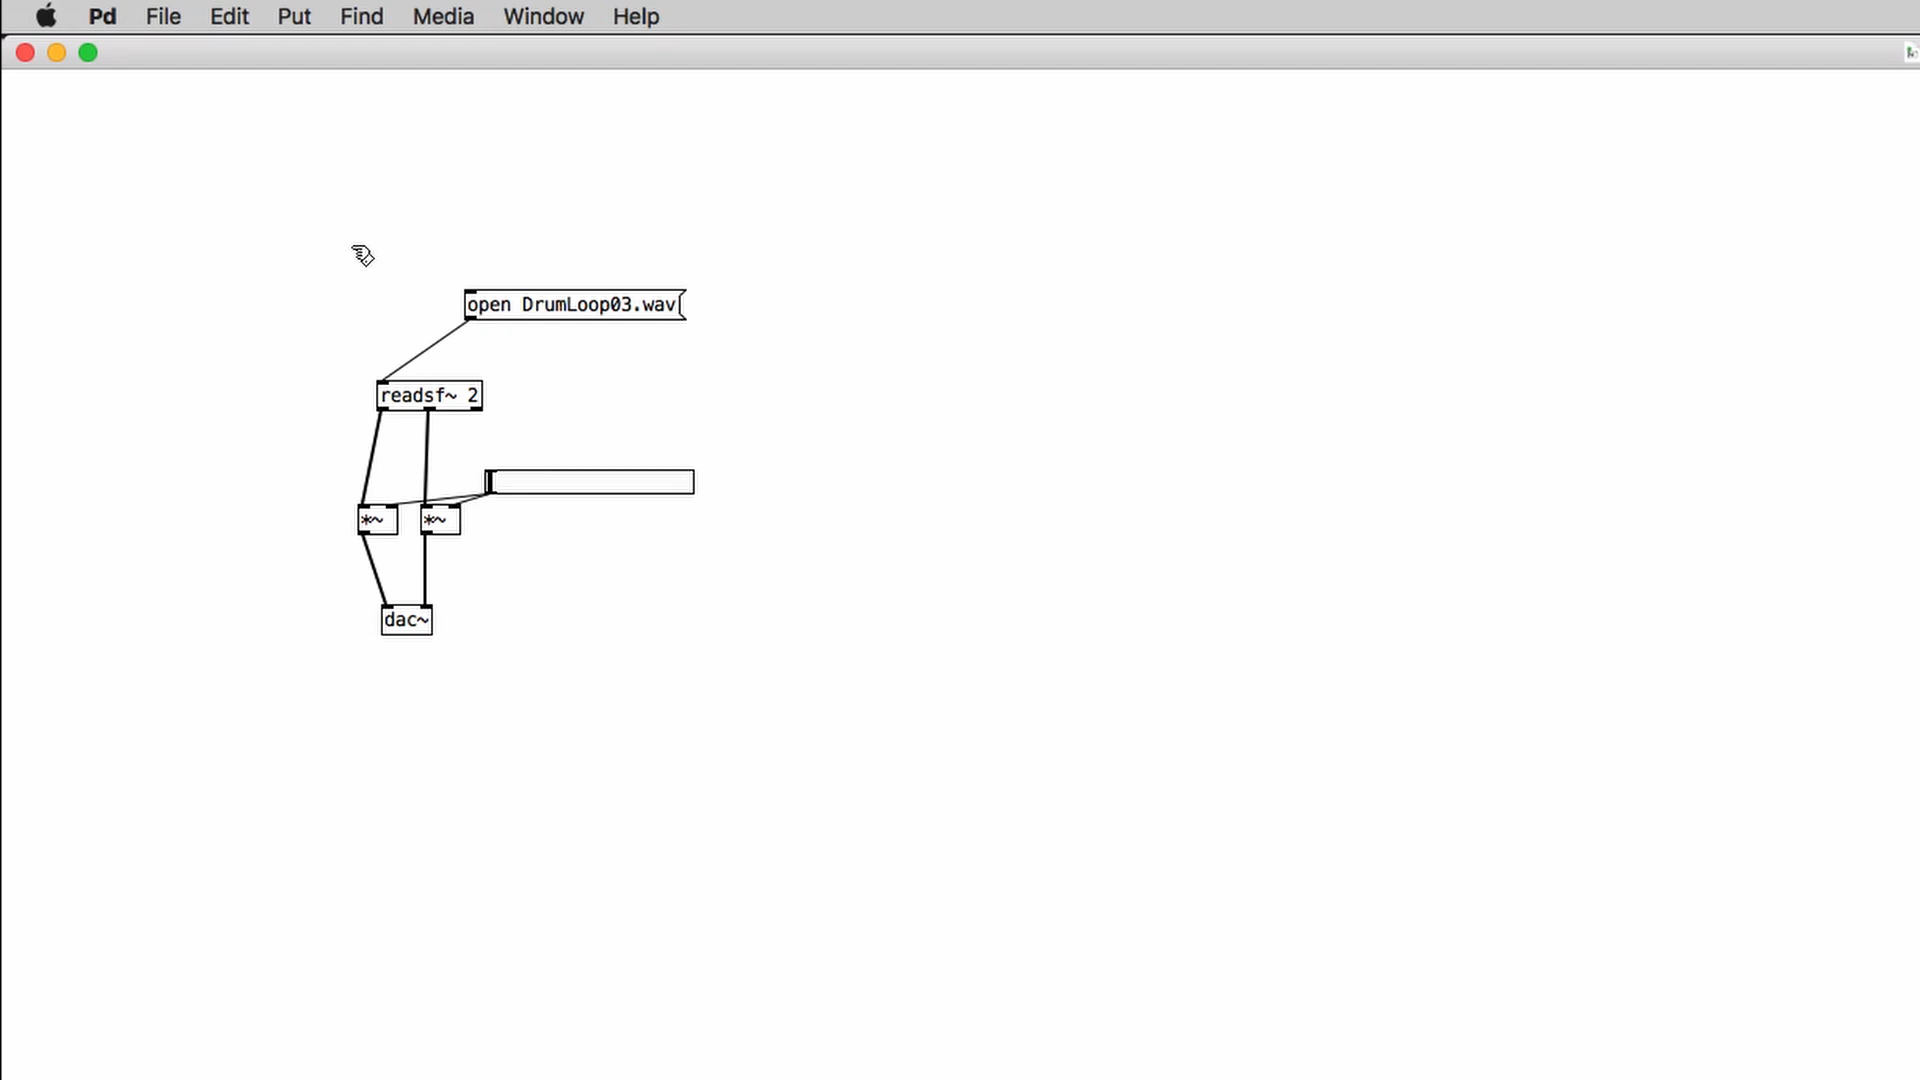 Pd File Edit Put Find Media Window Help
open DrumLoop03.wav
readsf~ 2
*~ *~
dac~